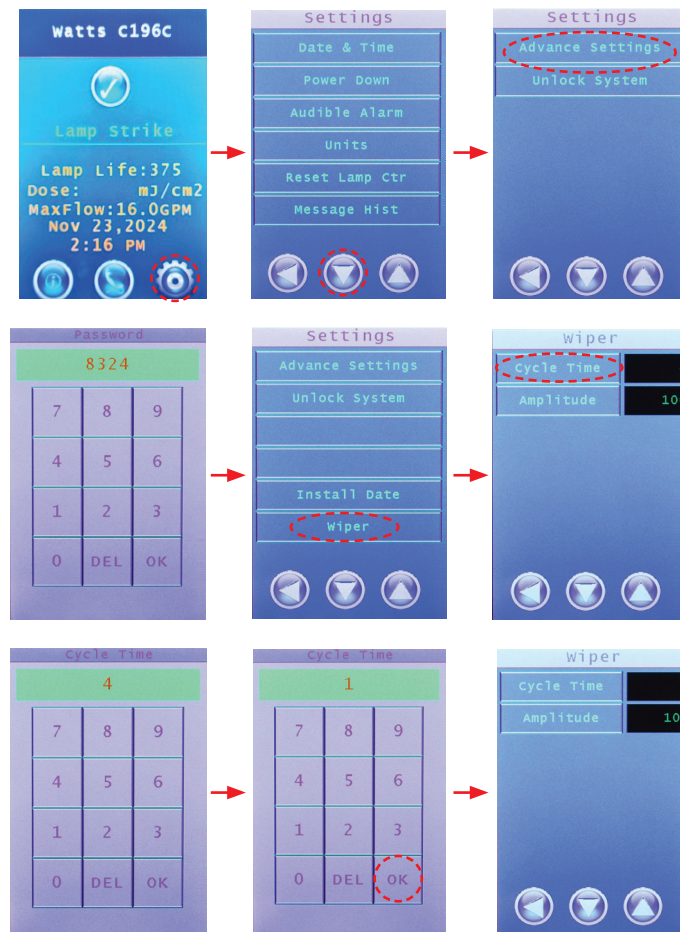 Watts C196C
Lamp Strike
Lamp Life:375
Dose: mJ/cm2
MaxFlow:16.0GPM
Nov 23,2024
2:16 PM
Settings
Date & Time
Power Down
Audible Alarm
Units
Reset Lamp Ctr
Message Hist
Settings
Advance Settings
Unlock System
Password
8324
7 8 9
4 5 6
1 2 3
0 DEL OK
Settings
Advance Settings
Unlock System
Install Date
Wiper
Wiper
Cycle Time
Amplitude 10
Cycle Time
4
7 8 9
4 5 6
1 2 3
0 DEL OK
Cycle Time
1
7 8 9
4 5 6
1 2 3
0 DEL OK
Wiper
Cycle Time
Amplitude 10